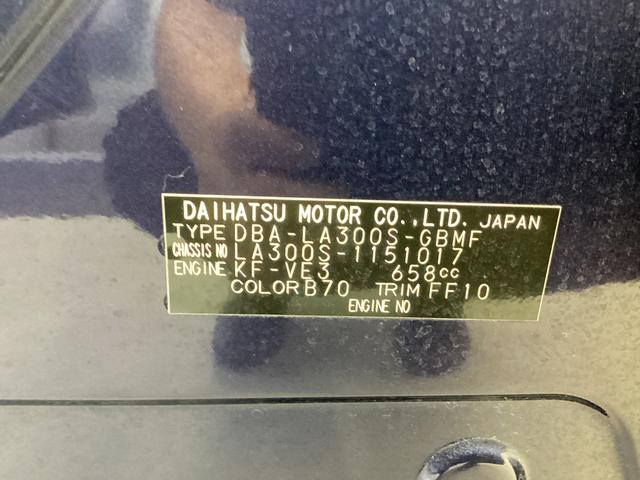 DAIHATSU MOTOR CO.,LTD. JAPAN
TYPE DBA-LA300S-GBMF
CHASSIS NO LA300S-1151017
ENGINE KF-VE3 658cc
COLOR B70 TRIM FF10
ENGINE NO